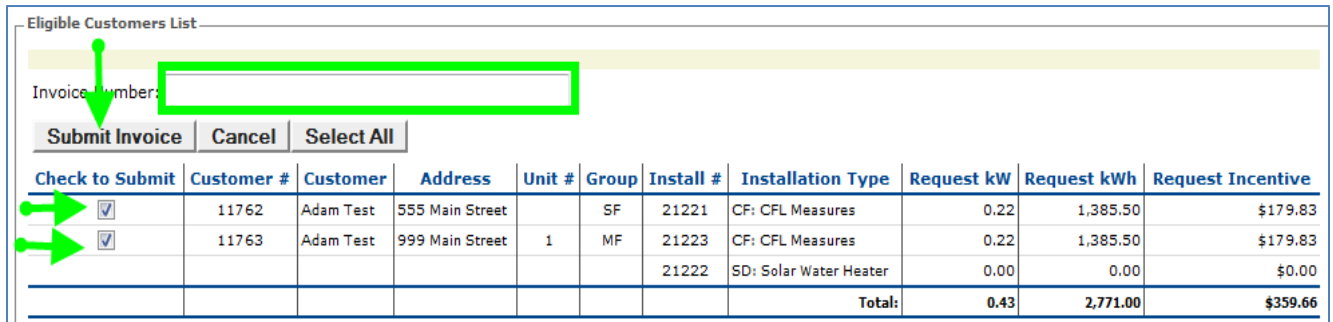 Eligible Customers List
Invoice Number:
Submit Invoice Cancel Select All
Check to Submit Customer # Customer Address Unit # Group Install # Installation Type Request kW Request kWh Request Incentive
11762 Adam Test 555 Main Street SF 21221 CF: CFL Measures 0.22 1,385.50 $179.83
11763 Adam Test 999 Main Street 1 MF 21223 CF: CFL Measures 0.22 1,385.50 $179.83
21222 SD: Solar Water Heater 0.00 0.00 $0.00
Total: 0.43 2,771.00 $359.66